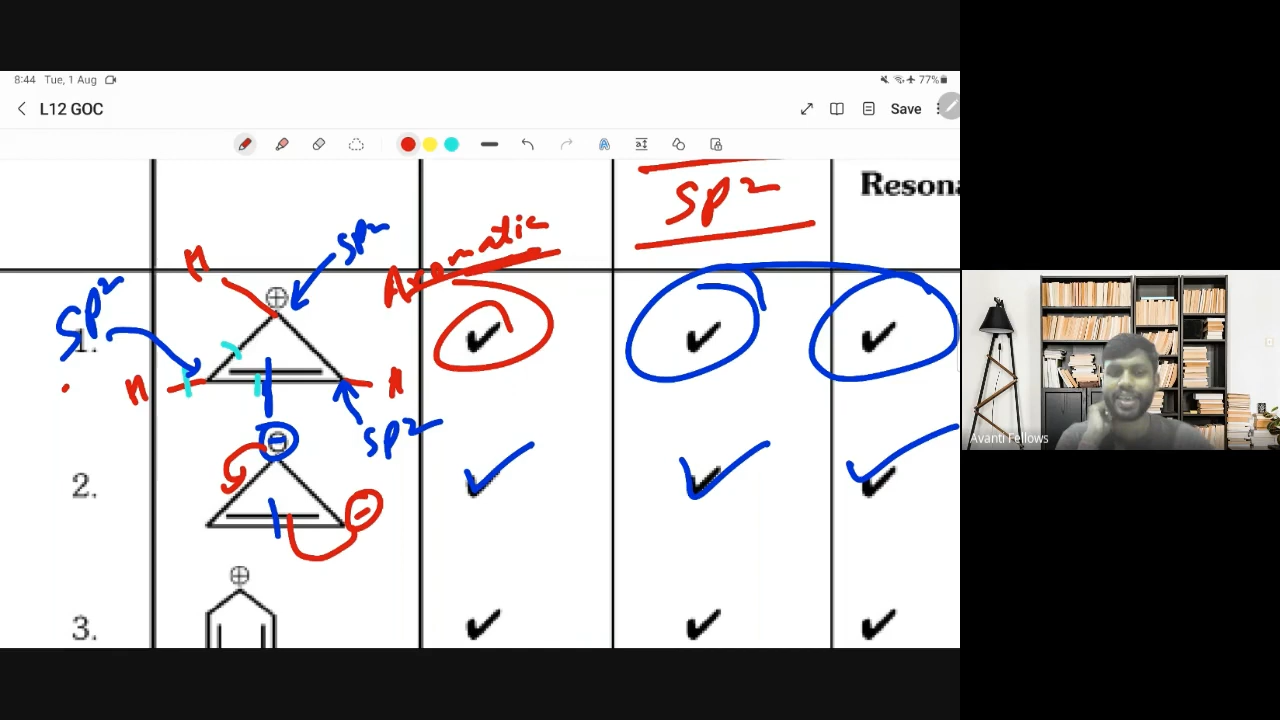 8:44 Tue, 1 Aug 77%
L12 GOC Save
SP²
Resona
Aromatic
H
SP²
⊕
SP²
1.
H
H
SP²
⊖
2.
⊖
⊕
3.
Avanti Fellows